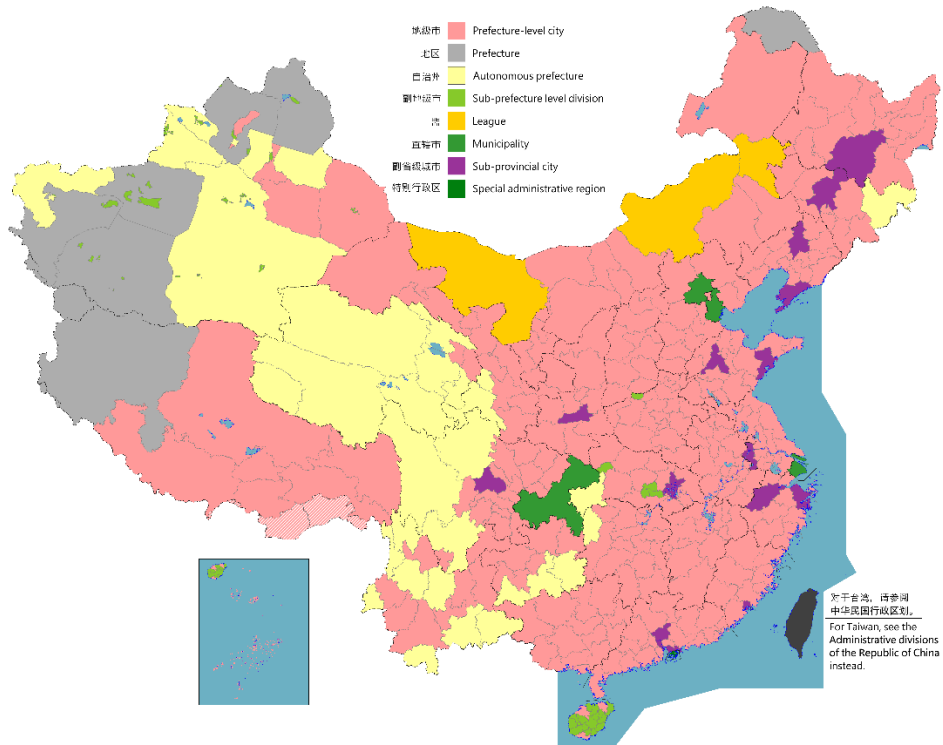 地级市 Prefecture-level city
地区 Prefecture
自治州 Autonomous prefecture
副地级市 Sub-prefecture level division
盟 League
直辖市 Municipality
副省级城市 Sub-provincial city
特别行政区 Special administrative region
对于台湾，请参阅
中华民国行政区划。
For Taiwan, see the
Administrative divisions
of the Republic of China
instead.